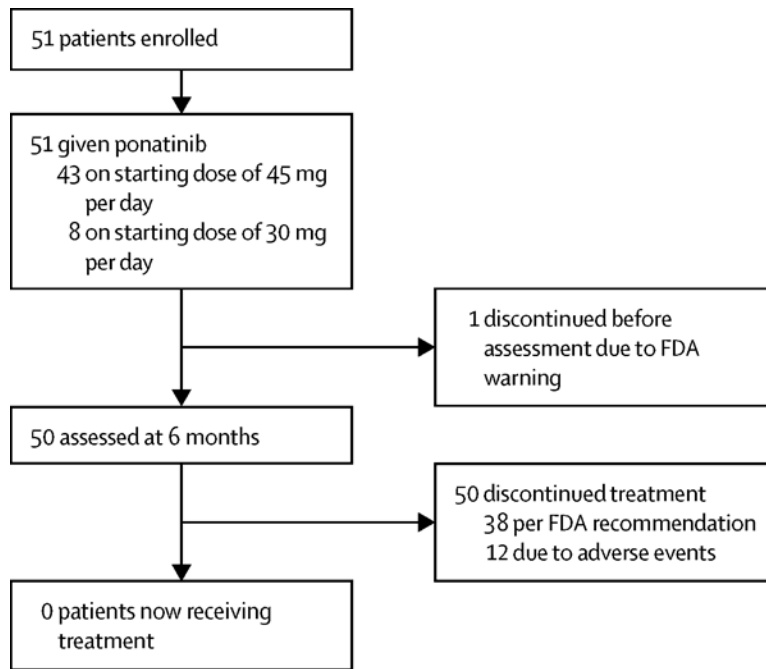 51 patients enrolled
51 given ponatinib
43 on starting dose of 45 mg
per day
8 on starting dose of 30 mg
per day
1 discontinued before
assessment due to FDA
warning
50 assessed at 6 months
50 discontinued treatment
38 per FDA recommendation
12 due to adverse events
0 patients now receiving
treatment